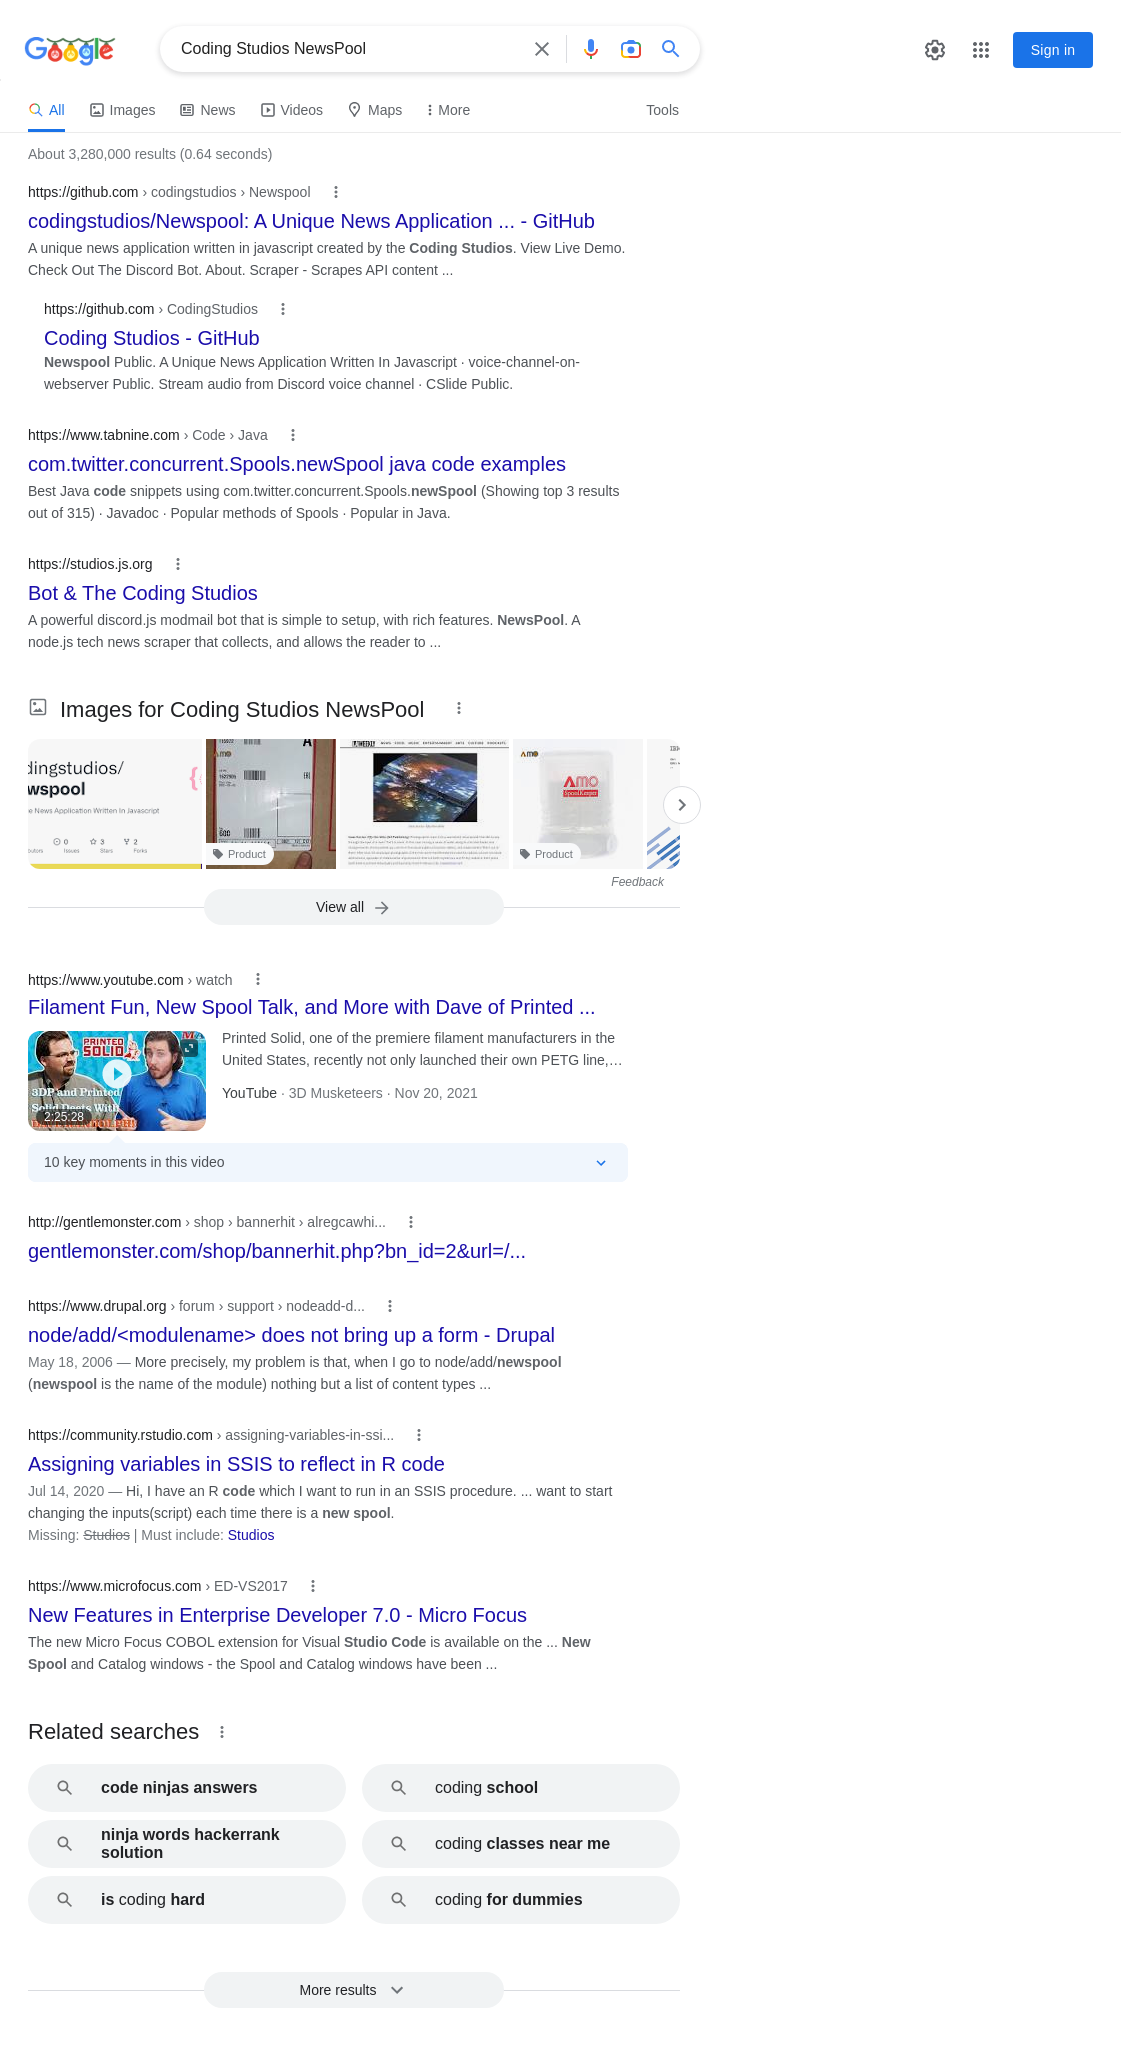 Google
Coding Studios NewsPool
Sign in
All
Images
News
Videos
Maps
More
Tools
About 3,280,000 results (0.64 seconds)
https://github.com › codingstudios › Newspool
codingstudios/Newspool: A Unique News Application ... - GitHub
A unique news application written in javascript created by the Coding Studios. View Live Demo.
Check Out The Discord Bot. About. Scraper - Scrapes API content ...
https://github.com › CodingStudios
Coding Studios - GitHub
Newspool Public. A Unique News Application Written In Javascript · voice-channel-on-
webserver Public. Stream audio from Discord voice channel · CSlide Public.
https://www.tabnine.com › Code › Java
com.twitter.concurrent.Spools.newSpool java code examples
Best Java code snippets using com.twitter.concurrent.Spools.newSpool (Showing top 3 results
out of 315) · Javadoc · Popular methods of Spools · Popular in Java.
https://studios.js.org
Bot & The Coding Studios
A powerful discord.js modmail bot that is simple to setup, with rich features. NewsPool. A
node.js tech news scraper that collects, and allows the reader to ...
Images for Coding Studios NewsPool
dingstudios/
wspool
e News Application Written In Javascript
0
3
2
Issues
Stars
Forks
Product
AMO
SpoolKeeper
Product
Feedback
View all
https://www.youtube.com › watch
Filament Fun, New Spool Talk, and More with Dave of Printed ...
PRINTED
SOLID
3DP and Printed
Solid Deets With
2:25:28
Printed Solid, one of the premiere filament manufacturers in the
United States, recently not only launched their own PETG line,…
YouTube · 3D Musketeers · Nov 20, 2021
10 key moments in this video
http://gentlemonster.com › shop › bannerhit › alregcawhi...
gentlemonster.com/shop/bannerhit.php?bn_id=2&url=/...
https://www.drupal.org › forum › support › nodeadd-d...
node/add/<modulename> does not bring up a form - Drupal
May 18, 2006 — More precisely, my problem is that, when I go to node/add/newspool
(newspool is the name of the module) nothing but a list of content types ...
https://community.rstudio.com › assigning-variables-in-ssi...
Assigning variables in SSIS to reflect in R code
Jul 14, 2020 — Hi, I have an R code which I want to run in an SSIS procedure. ... want to start
changing the inputs(script) each time there is a new spool.
Missing: Studios | Must include: Studios
https://www.microfocus.com › ED-VS2017
New Features in Enterprise Developer 7.0 - Micro Focus
The new Micro Focus COBOL extension for Visual Studio Code is available on the ... New
Spool and Catalog windows - the Spool and Catalog windows have been ...
Related searches
code ninjas answers
coding school
ninja words hackerrank
solution
coding classes near me
is coding hard
coding for dummies
More results